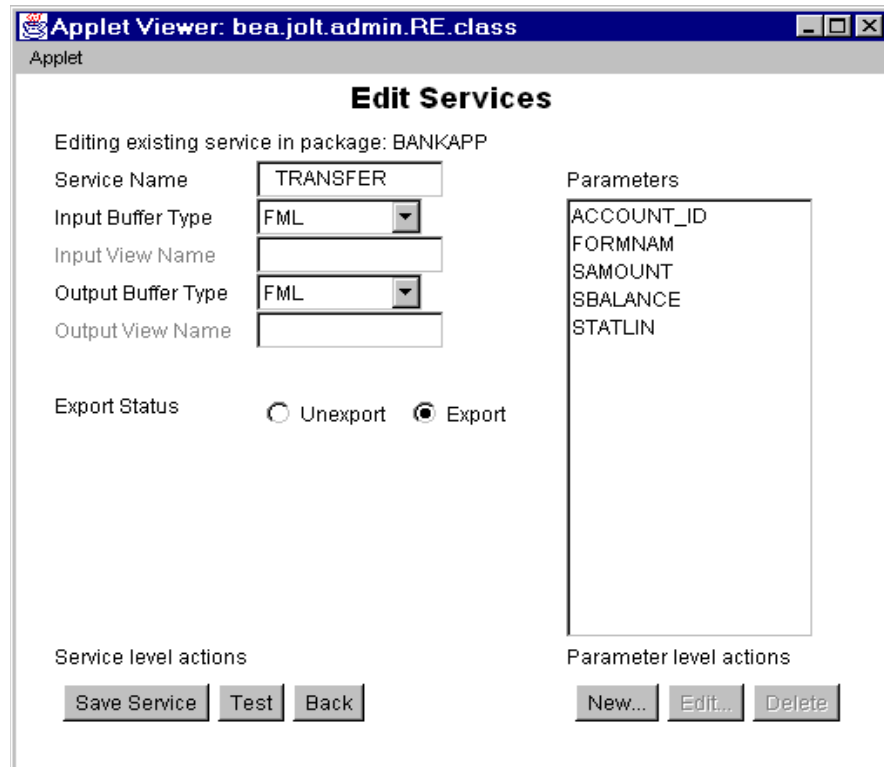 Applet Viewer: bea.jolt.admin.RE.class
Applet
Edit Services
Editing existing service in package: BANKAPP
Service Name TRANSFER
Input Buffer Type FML
Input View Name
Output Buffer Type FML
Output View Name
Export Status Unexport Export
Parameters
ACCOUNT_ID
FORMNAM
SAMOUNT
SBALANCE
STATLIN
Service level actions
Save Service Test Back
Parameter level actions
New... Edit... Delete